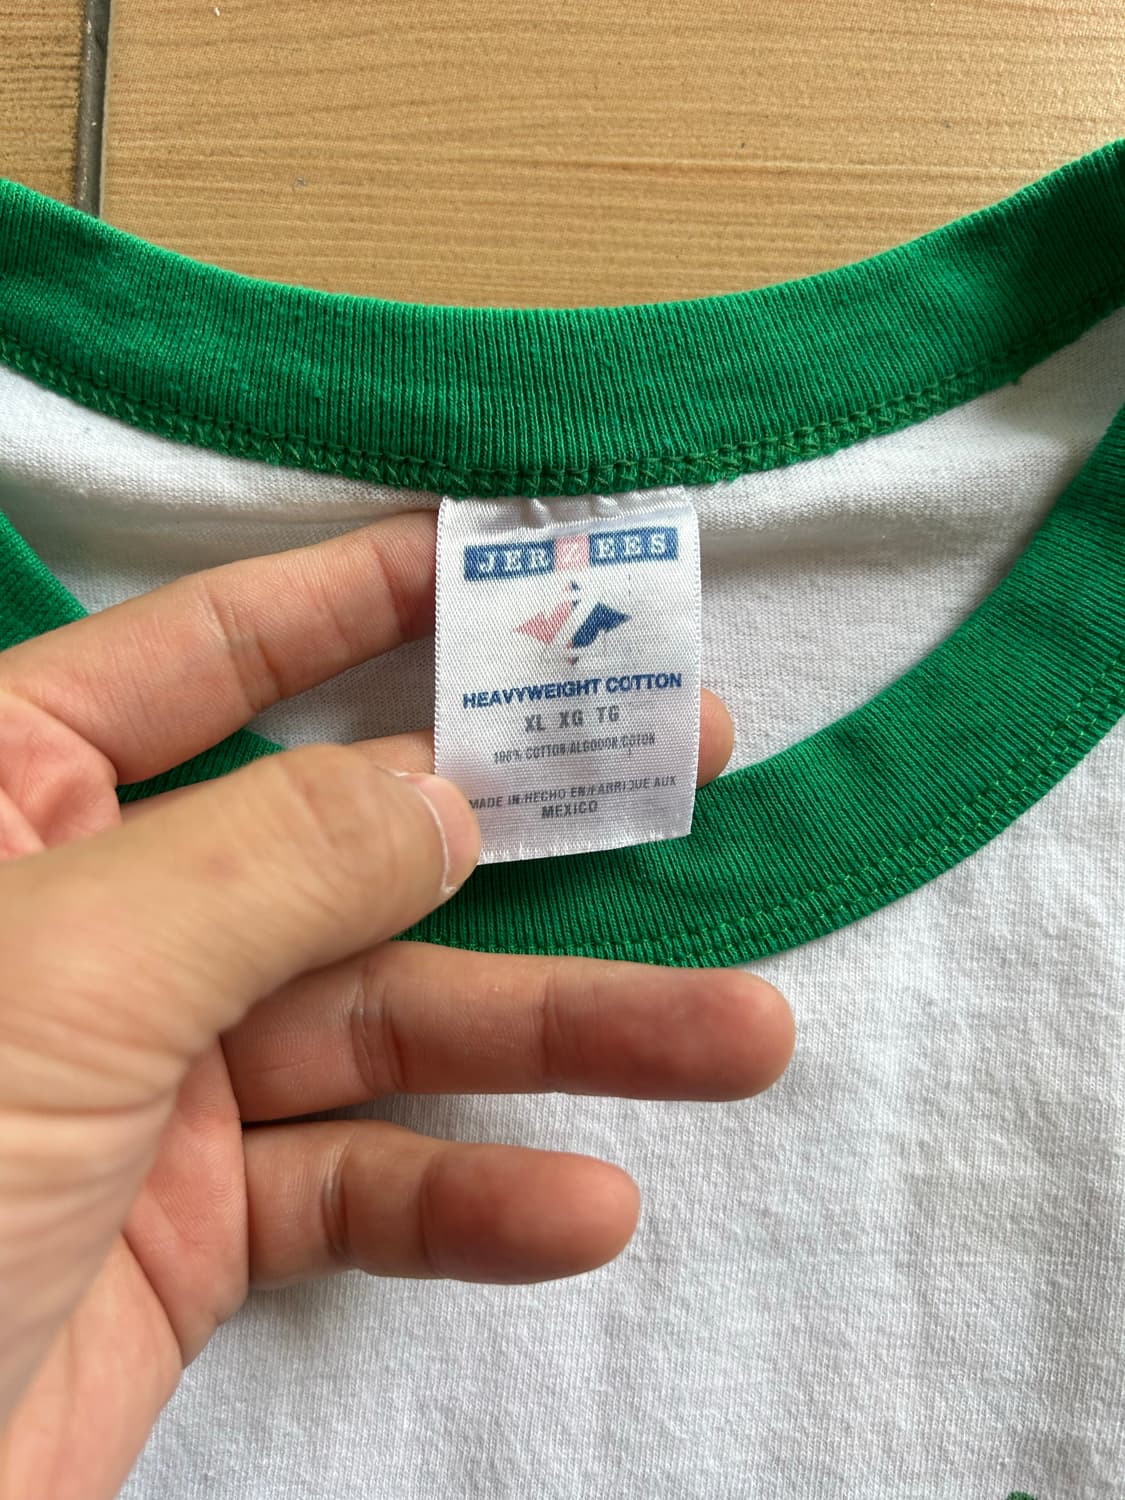 JERZEES
HEAVYWEIGHT COTTON
XL XG TG
100% COTTON/ALGODON/COTON
MADE IN/HECHO EN/FABRIQUE AUX
MEXICO